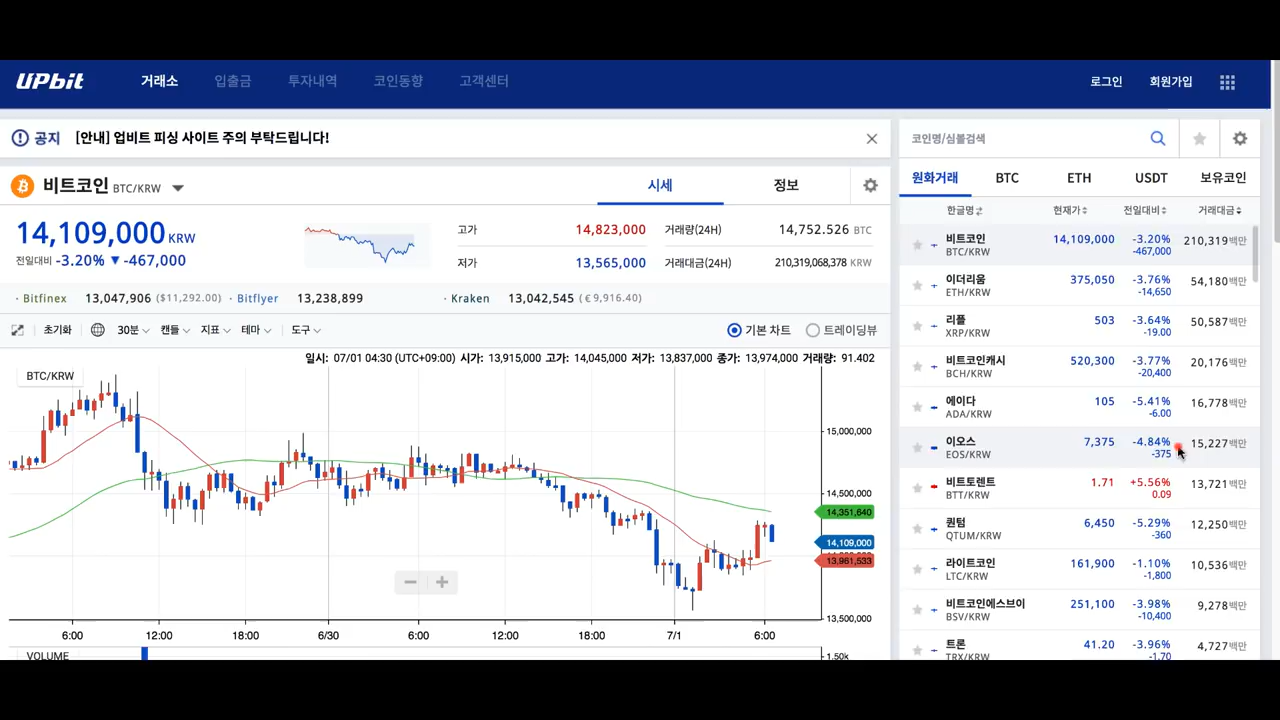 UPbit 거래소 입출금 투자내역 코인동향 고객센터 로그인 회원가입
공지 [안내] 업비트 피싱 사이트 주의 부탁드립니다!
비트코인 BTC/KRW 시세 정보
14,109,000 KRW
전일대비 -3.20% ▼ -467,000
고가 14,823,000 거래량(24H) 14,752.526 BTC
저가 13,565,000 거래대금(24H) 210,319,068,378 KRW
· Bitfinex 13,047,906 ($11,292.00) · Bitflyer 13,238,899 · Kraken 13,042,545 (€ 9,916.40)
초기화 30분 캔들 지표 테마 도구 기본 차트 트레이딩뷰
일시: 07/01 04:30 (UTC+09:00) 시가: 13,915,000 고가: 14,045,000 저가: 13,837,000 종가: 13,974,000 거래량: 91.402
BTC/KRW
15,000,000
14,500,000
14,351,640
14,109,000
13,961,533
13,500,000
6:00 12:00 18:00 6/30 6:00 12:00 18:00 7/1 6:00
VOLUME
1.50k
코인명/심볼검색
원화거래 BTC ETH USDT 보유코인
한글명 현재가 전일대비 거래대금
비트코인 14,109,000 -3.20% 210,319백만
BTC/KRW -467,000
이더리움 375,050 -3.76% 54,180백만
ETH/KRW -14,650
리플 503 -3.64% 50,587백만
XRP/KRW -19.00
비트코인캐시 520,300 -3.77% 20,176백만
BCH/KRW -20,400
에이다 105 -5.41% 16,778백만
ADA/KRW -6.00
이오스 7,375 -4.84% 15,227백만
EOS/KRW -375
비트토렌트 1.71 +5.56% 13,721백만
BTT/KRW 0.09
퀀텀 6,450 -5.29% 12,250백만
QTUM/KRW -360
라이트코인 161,900 -1.10% 10,536백만
LTC/KRW -1,800
비트코인에스브이 251,100 -3.98% 9,278백만
BSV/KRW -10,400
트론 41.20 -3.96% 4,727백만
TRX/KRW -1.70